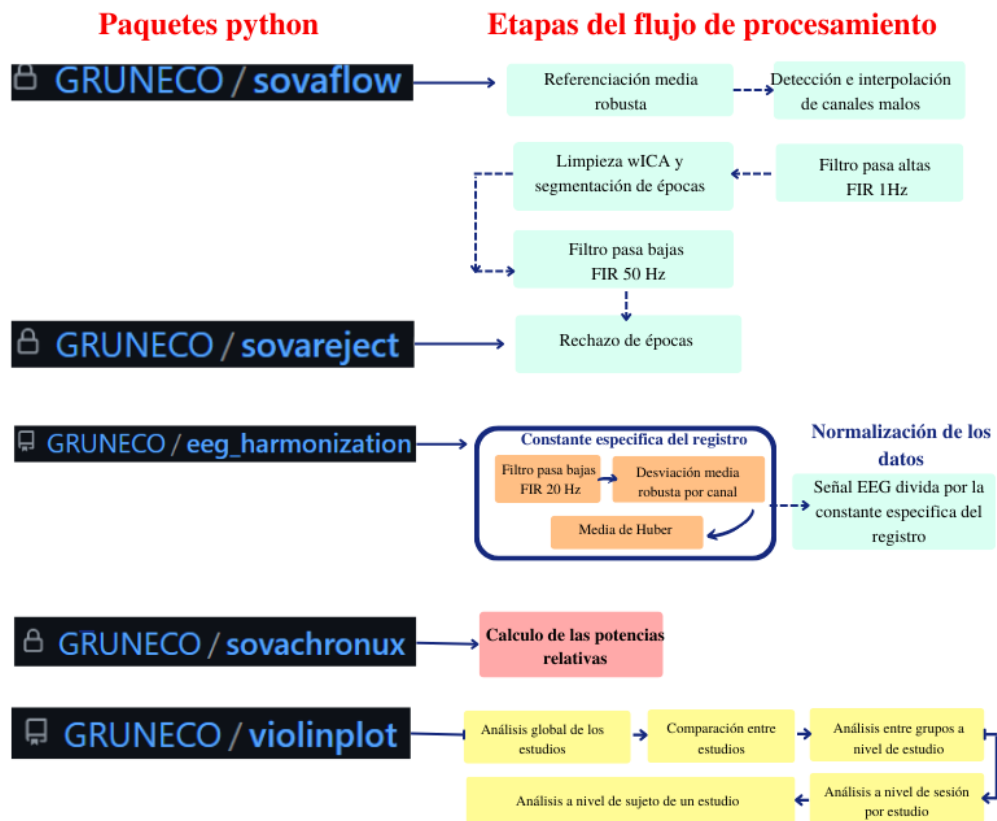 Paquetes python
Etapas del flujo de procesamiento
GRUNECO / sovaflow
Referenciación media
robusta
Detección e interpolación
de canales malos
Limpieza wICA y
segmentación de épocas
Filtro pasa altas
FIR 1Hz
Filtro pasa bajas
FIR 50 Hz
GRUNECO / sovareject
Rechazo de épocas
GRUNECO / eeg_harmonization
Constante especifica del registro
Filtro pasa bajas
FIR 20 Hz
Desviación media
robusta por canal
Media de Huber
Normalización de los
datos
Señal EEG divida por la
constante especifica del
registro
GRUNECO / sovachronux
Calculo de las potencias
relativas
GRUNECO / violinplot
Análisis global de los
estudios
Comparación entre
estudios
Análisis entre grupos a
nivel de estudio
Análisis a nivel de sujeto de un estudio
Análisis a nivel de sesión
por estudio